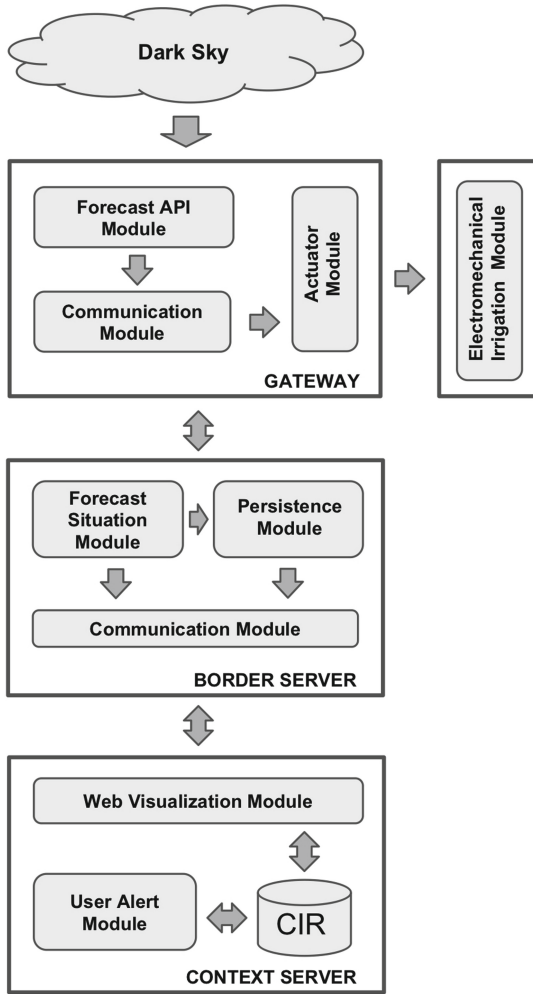 Dark Sky
Forecast API
Module
Communication
Module
Actuator
Module
GATEWAY
Electromechanical
Irrigation Module
Forecast
Situation
Module
Persistence
Module
Communication Module
BORDER SERVER
Web Visualization Module
User Alert
Module
CIR
CONTEXT SERVER